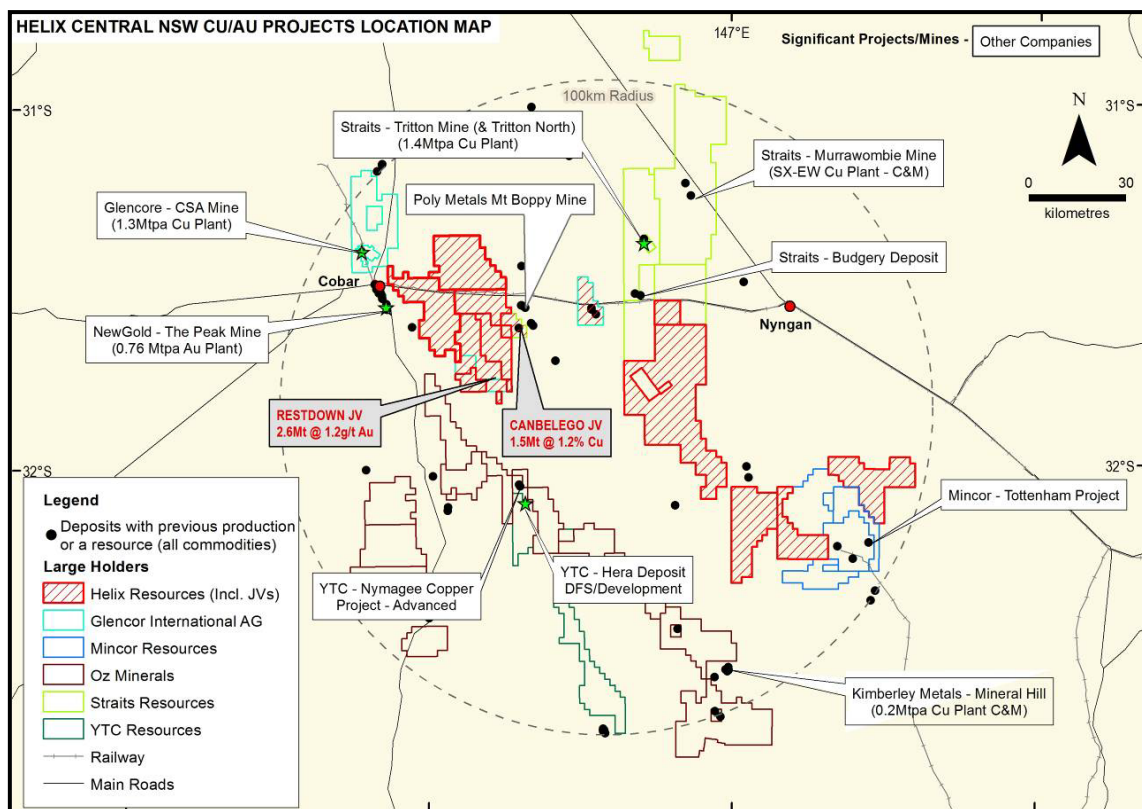 HELIX CENTRAL NSW CU/AU PROJECTS LOCATION MAP
147°E
Significant Projects/Mines -
Other Companies
31°S
31°S
100km Radius
N
0
30
kilometres
Straits - Tritton Mine (& Tritton North)
(1.4Mtpa Cu Plant)
Straits - Murrawombie Mine
(SX-EW Cu Plant - C&M)
Glencore - CSA Mine
(1.3Mtpa Cu Plant)
Poly Metals Mt Boppy Mine
Straits - Budgery Deposit
Cobar
Nyngan
NewGold - The Peak Mine
(0.76 Mtpa Au Plant)
RESTDOWN JV
2.6Mt @ 1.2g/t Au
CANBELEGO JV
1.5Mt @ 1.2% Cu
32°S
32°S
Mincor - Tottenham Project
YTC - Nymagee Copper
Project - Advanced
YTC - Hera Deposit
DFS/Development
Kimberley Metals - Mineral Hill
(0.2Mtpa Cu Plant C&M)
Legend
Deposits with previous production
or a resource (all commodities)
Large Holders
Helix Resources (Incl. JVs)
Glencor International AG
Mincor Resources
Oz Minerals
Straits Resources
YTC Resources
Railway
Main Roads